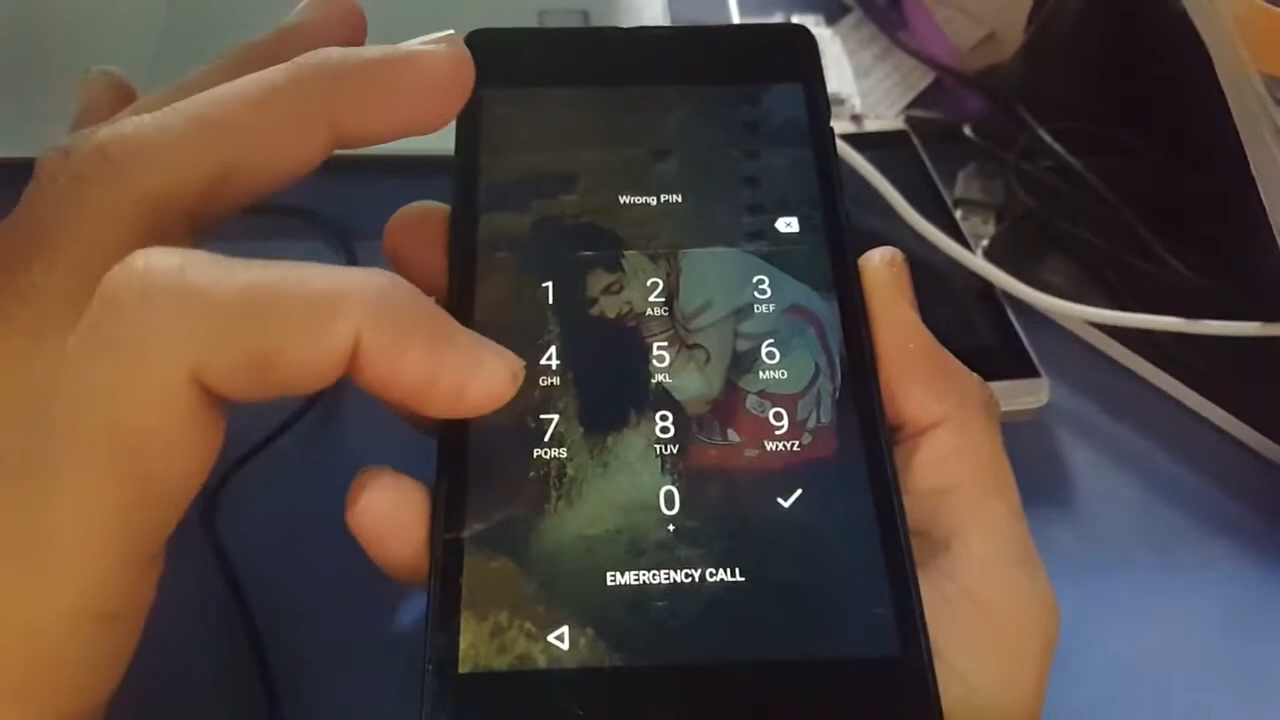 Wrong PIN
1 2 3
ABC DEF
4 5 6
GHI JKL MNO
7 8 9
PQRS TUV WXYZ
0
+
EMERGENCY CALL